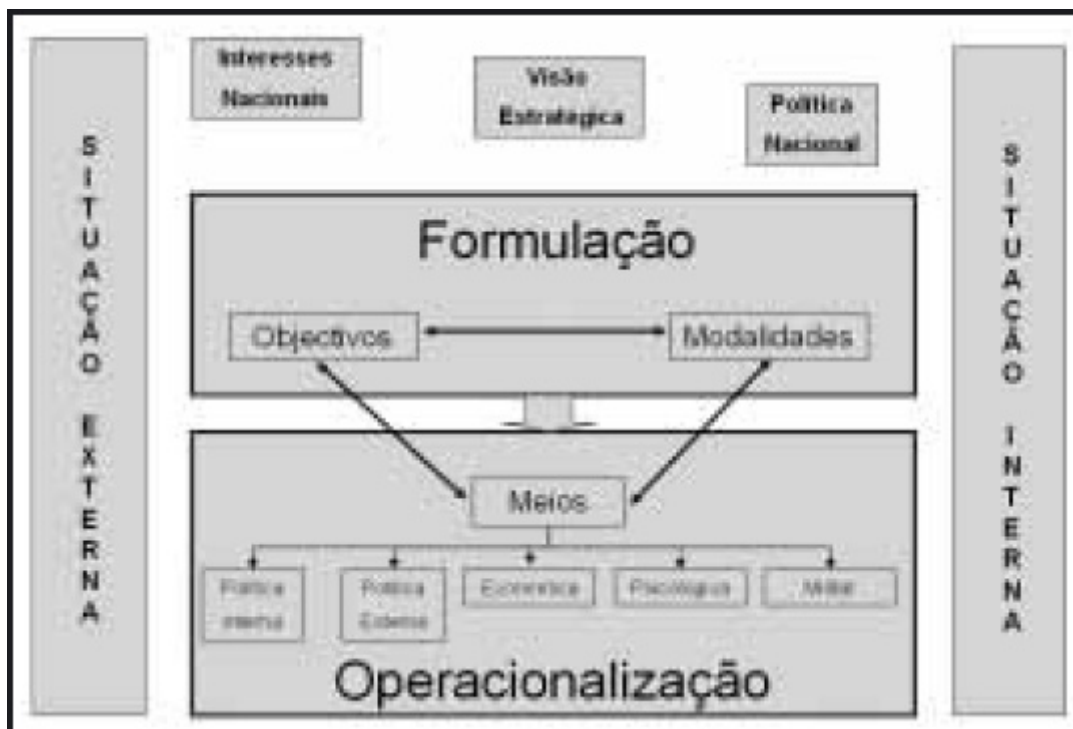 SITUAÇÃO EXTERNA
Interesses
Nacionais
Visão
Estratégica
Política
Nacional
Formulação
Objectivos
Modalidades
Meios
Política
Interna
Política
Externa
Económica
Psicológica
Militar
Operacionalização
SITUAÇÃO INTERNA